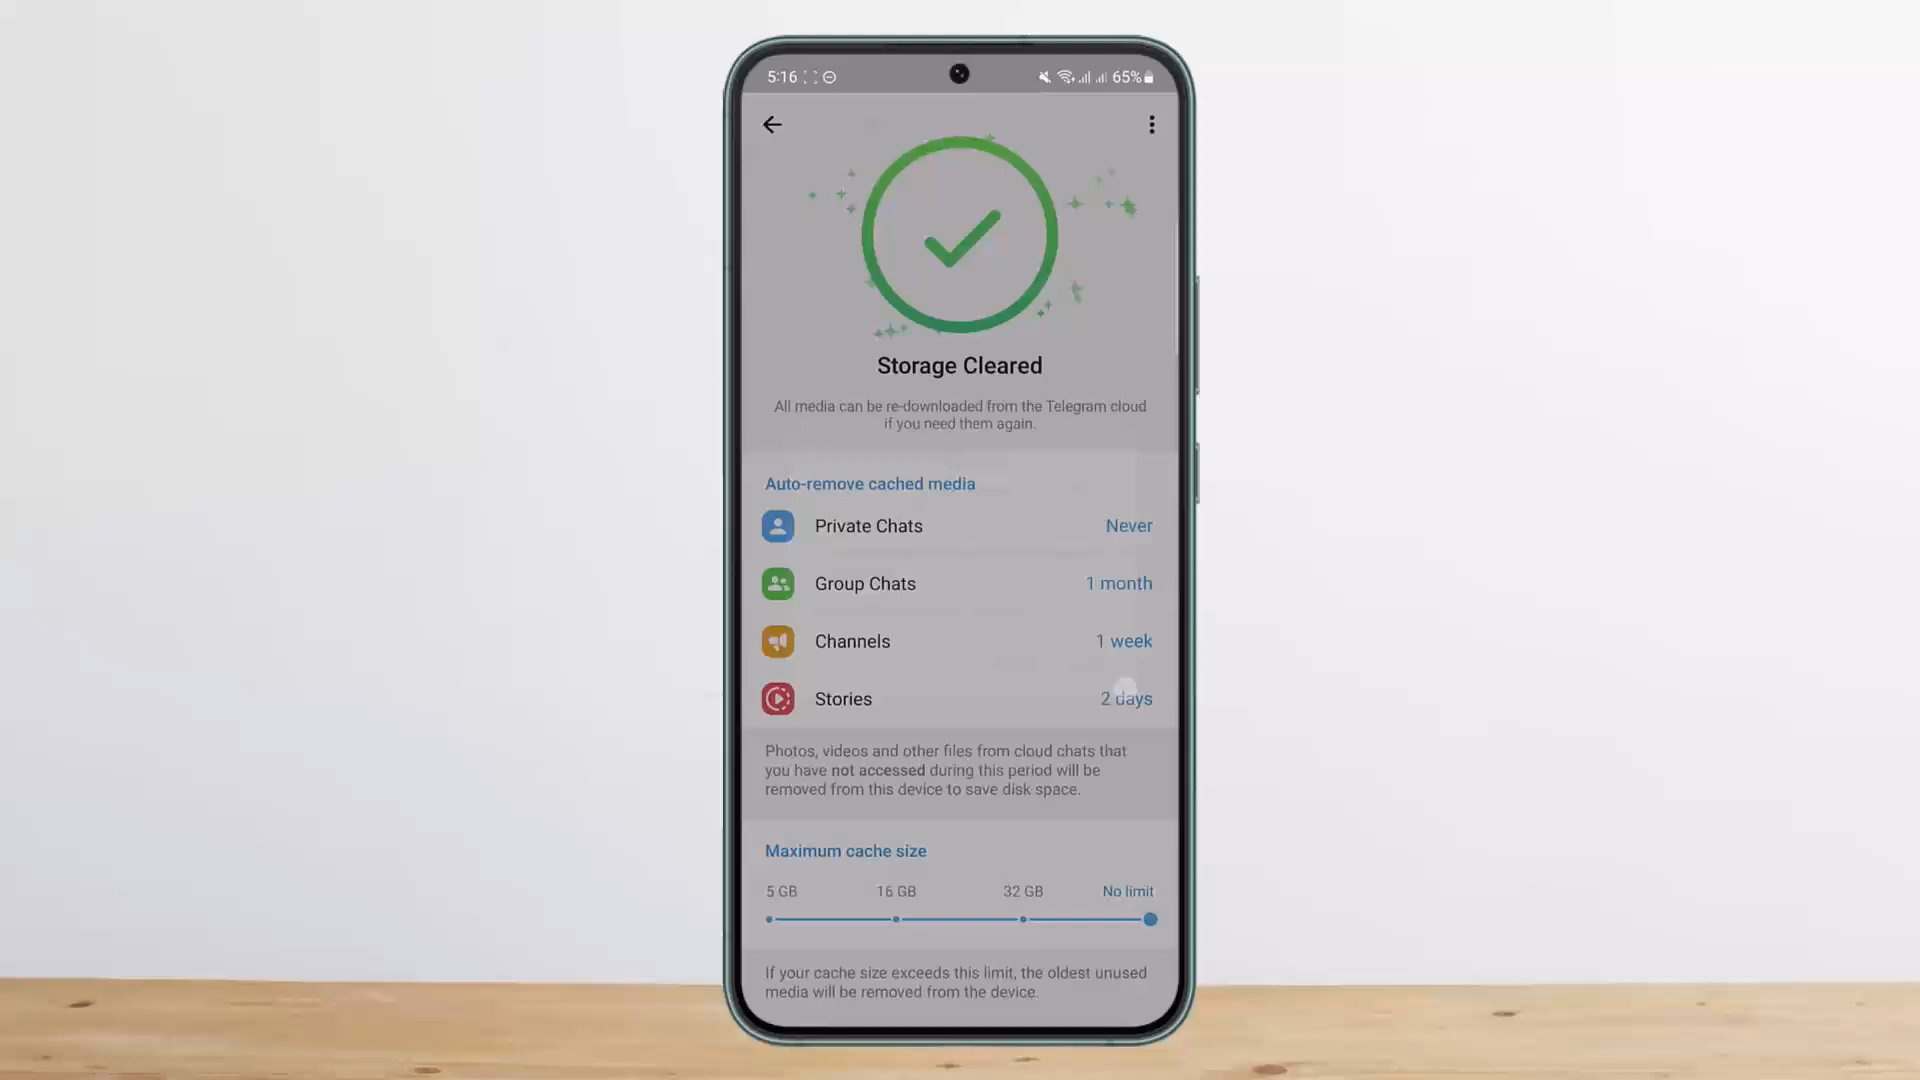 5:16 65%
Storage Cleared
All media can be re-downloaded from the Telegram cloud
if you need them again.
Auto-remove cached media
Private Chats Never
Group Chats 1 month
Channels 1 week
Stories 2 days
Photos, videos and other files from cloud chats that
you have not accessed during this period will be
removed from this device to save disk space.
Maximum cache size
5 GB 16 GB 32 GB No limit
If your cache size exceeds this limit, the oldest unused
media will be removed from the device.